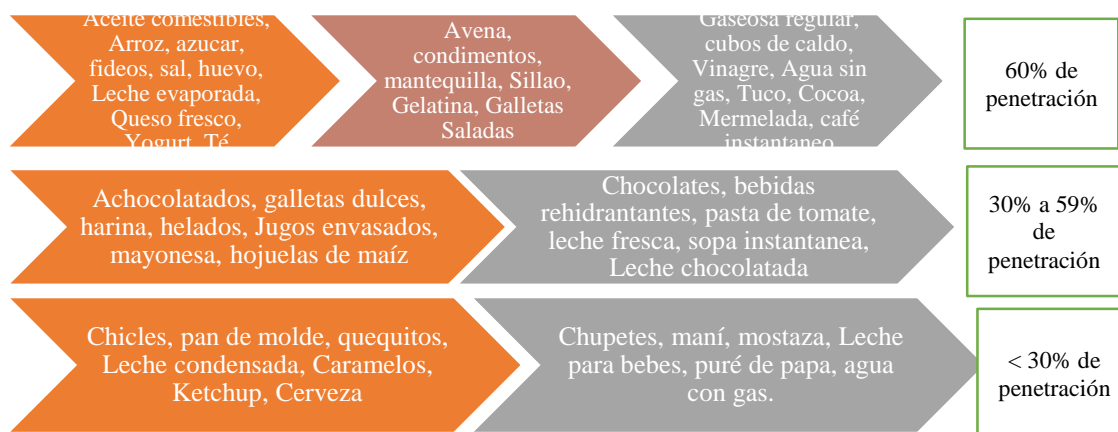 Aceite comestibles,
Arroz, azucar,
fideos, sal, huevo,
Leche evaporada,
Queso fresco,
Yogurt, Té
Avena,
condimentos,
mantequilla, Sillao,
Gelatina, Galletas
Saladas
Gaseosa regular,
cubos de caldo,
Vinagre, Agua sin
gas, Tuco, Cocoa,
Mermelada, café
instantaneo
60% de
penetración
Achocolatados, galletas dulces,
harina, helados, Jugos envasados,
mayonesa, hojuelas de maíz
Chocolates, bebidas
rehidrantantes, pasta de tomate,
leche fresca, sopa instantanea,
Leche chocolatada
30% a 59%
de
penetración
Chicles, pan de molde, quequitos,
Leche condensada, Caramelos,
Ketchup, Cerveza
Chupetes, maní, mostaza, Leche
para bebes, puré de papa, agua
con gas.
< 30% de
penetración